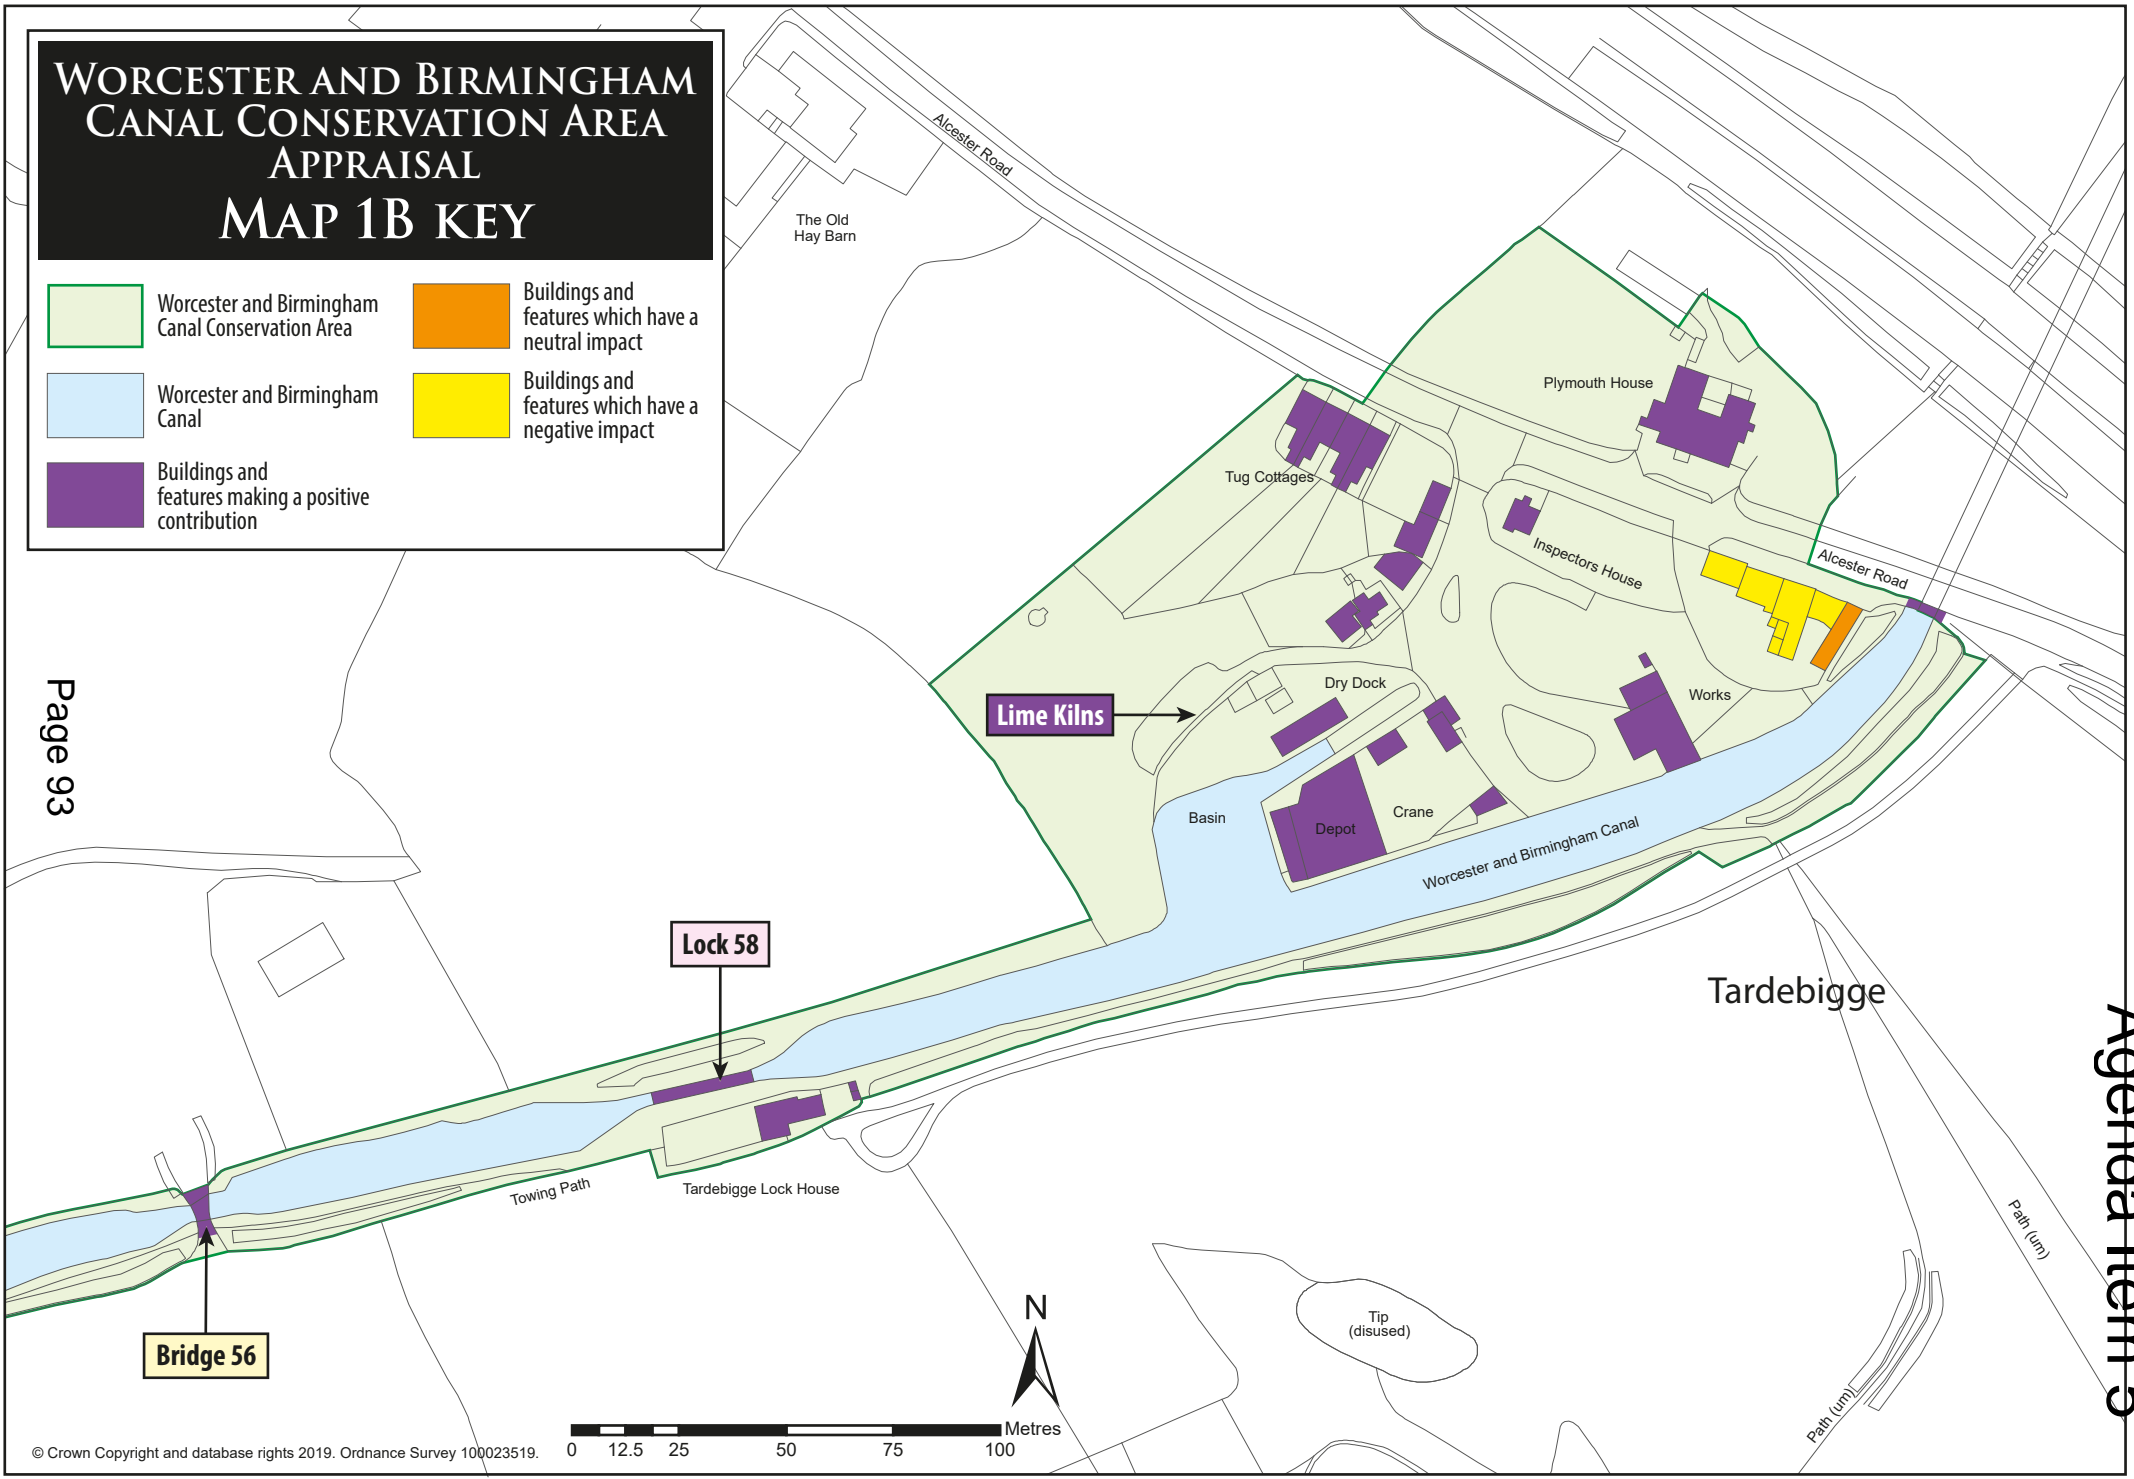 Worcester and Birmingham
Canal Conservation Area
Appraisal
Map 1B key
Worcester and Birmingham
Canal Conservation Area
Worcester and Birmingham
Canal
Buildings and
features making a positive
contribution
Buildings and
features which have a
neutral impact
Buildings and
features which have a
negative impact
Alcester Road
The Old
Hay Barn
Plymouth House
Tug Cottages
Inspectors House
Alcester Road
Works
Dry Dock
Lime Kilns
Basin
Depot
Crane
Worcester and Birmingham Canal
Page 93
Lock 58
Tardebigge
Agenda Item 5
Towing Path
Tardebigge Lock House
Bridge 56
Path (um)
Path (um)
Tip
(disused)
N
Metres
0 12.5 25 50 75 100
© Crown Copyright and database rights 2019. Ordnance Survey 100023519.